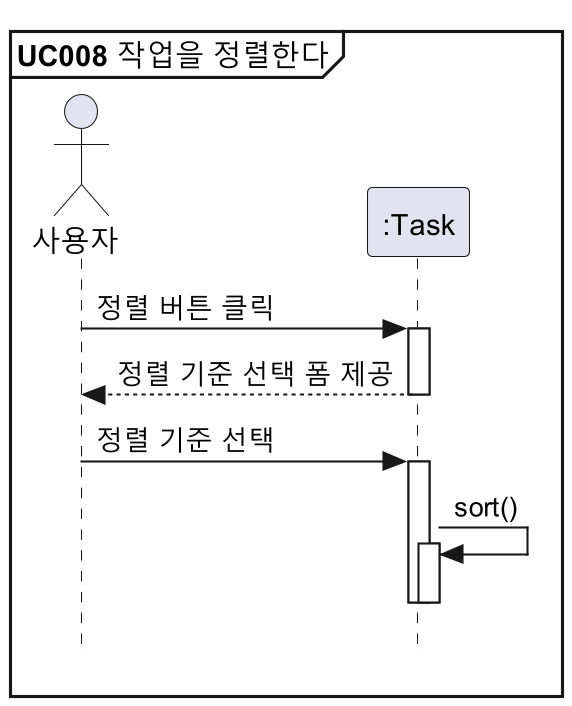 UC008 작업을 정렬한다
사용자
:Task
정렬 버튼 클릭
정렬 기준 선택 폼 제공
정렬 기준 선택
sort()